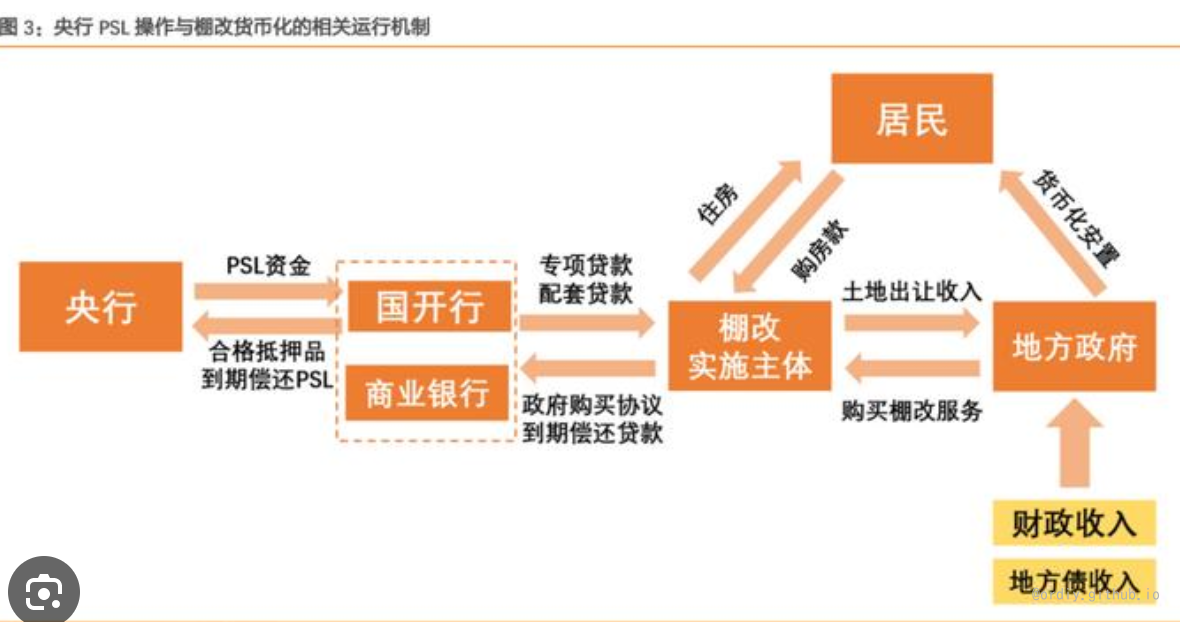 图 3：央行 PSL 操作与棚改货币化的相关运行机制
居民
住房
购房款
货币化安置
PSL资金
央行
合格抵押品
到期偿还PSL
国开行
商业银行
专项贷款
配套贷款
政府购买协议
到期偿还贷款
棚改
实施主体
土地出让收入
购买棚改服务
地方政府
财政收入
地方债收入